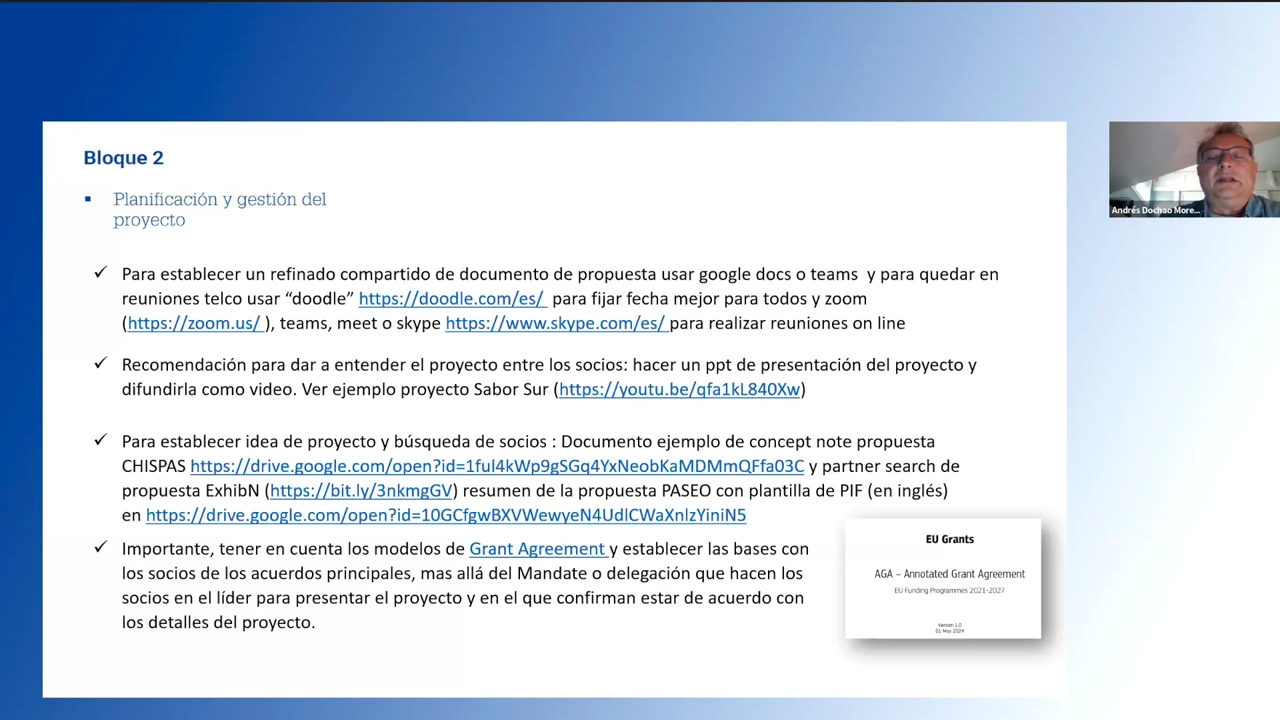 Bloque 2
Planificación y gestión del
proyecto
Para establecer un refinado compartido de documento de propuesta usar google docs o teams y para quedar en
reuniones telco usar “doodle” https://doodle.com/es/ para fijar fecha mejor para todos y zoom
(https://zoom.us/ ), teams, meet o skype https://www.skype.com/es/ para realizar reuniones on line
Recomendación para dar a entender el proyecto entre los socios: hacer un ppt de presentación del proyecto y
difundirla como video. Ver ejemplo proyecto Sabor Sur (https://youtu.be/qfa1kL840Xw)
Para establecer idea de proyecto y búsqueda de socios : Documento ejemplo de concept note propuesta
CHISPAS https://drive.google.com/open?id=1ful4kWp9gSGq4YxNeobKaMDMmQFfa03C y partner search de
propuesta ExhibN (https://bit.ly/3nkmgGV) resumen de la propuesta PASEO con plantilla de PIF (en inglés)
en https://drive.google.com/open?id=10GCfgwBXVWewyeN4UdlCWaXnlzYiniN5
Importante, tener en cuenta los modelos de Grant Agreement y establecer las bases con
los socios de los acuerdos principales, mas allá del Mandate o delegación que hacen los
socios en el líder para presentar el proyecto y en el que confirman estar de acuerdo con
los detalles del proyecto.
EU Grants
AGA – Annotated Grant Agreement
EU Funding Programmes 2021-2027
Version 1.0
01 May 2024
Andrés Dochao More...